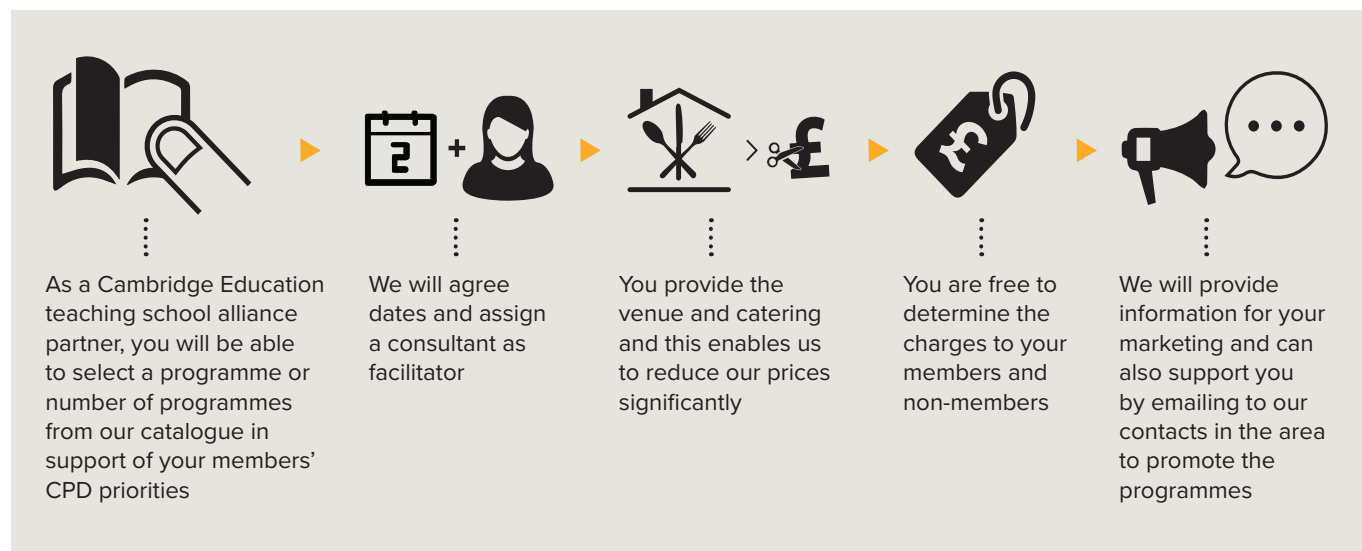 2
+
>
£
£
As a Cambridge Education
teaching school alliance
partner, you will be able
to select a programme or
number of programmes
from our catalogue in
support of your members’
CPD priorities
We will agree
dates and assign
a consultant as
facilitator
You provide the
venue and catering
and this enables us
to reduce our prices
significantly
You are free to
determine the
charges to your
members and
non-members
We will provide
information for your
marketing and can
also support you
by emailing to our
contacts in the area
to promote the
programmes